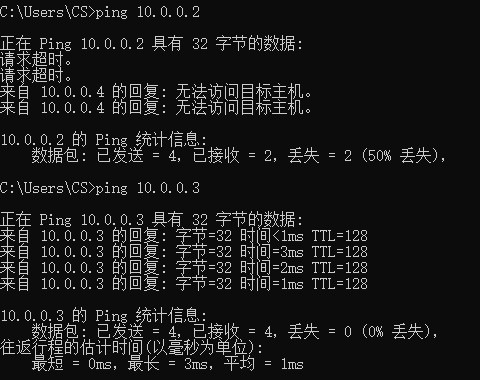 C:\Users\CS>ping 10.0.0.2
正在 Ping 10.0.0.2 具有 32 字节的数据:
请求超时。
请求超时。
来自 10.0.0.4 的回复: 无法访问目标主机。
来自 10.0.0.4 的回复: 无法访问目标主机。
10.0.0.2 的 Ping 统计信息:
数据包: 已发送 = 4, 已接收 = 2, 丢失 = 2 (50% 丢失),
C:\Users\CS>ping 10.0.0.3
正在 Ping 10.0.0.3 具有 32 字节的数据:
来自 10.0.0.3 的回复: 字节=32 时间<1ms TTL=128
来自 10.0.0.3 的回复: 字节=32 时间=3ms TTL=128
来自 10.0.0.3 的回复: 字节=32 时间=2ms TTL=128
来自 10.0.0.3 的回复: 字节=32 时间=1ms TTL=128
10.0.0.3 的 Ping 统计信息:
数据包: 已发送 = 4, 已接收 = 4, 丢失 = 0 (0% 丢失),
往返行程的估计时间(以毫秒为单位):
最短 = 0ms, 最长 = 3ms, 平均 = 1ms